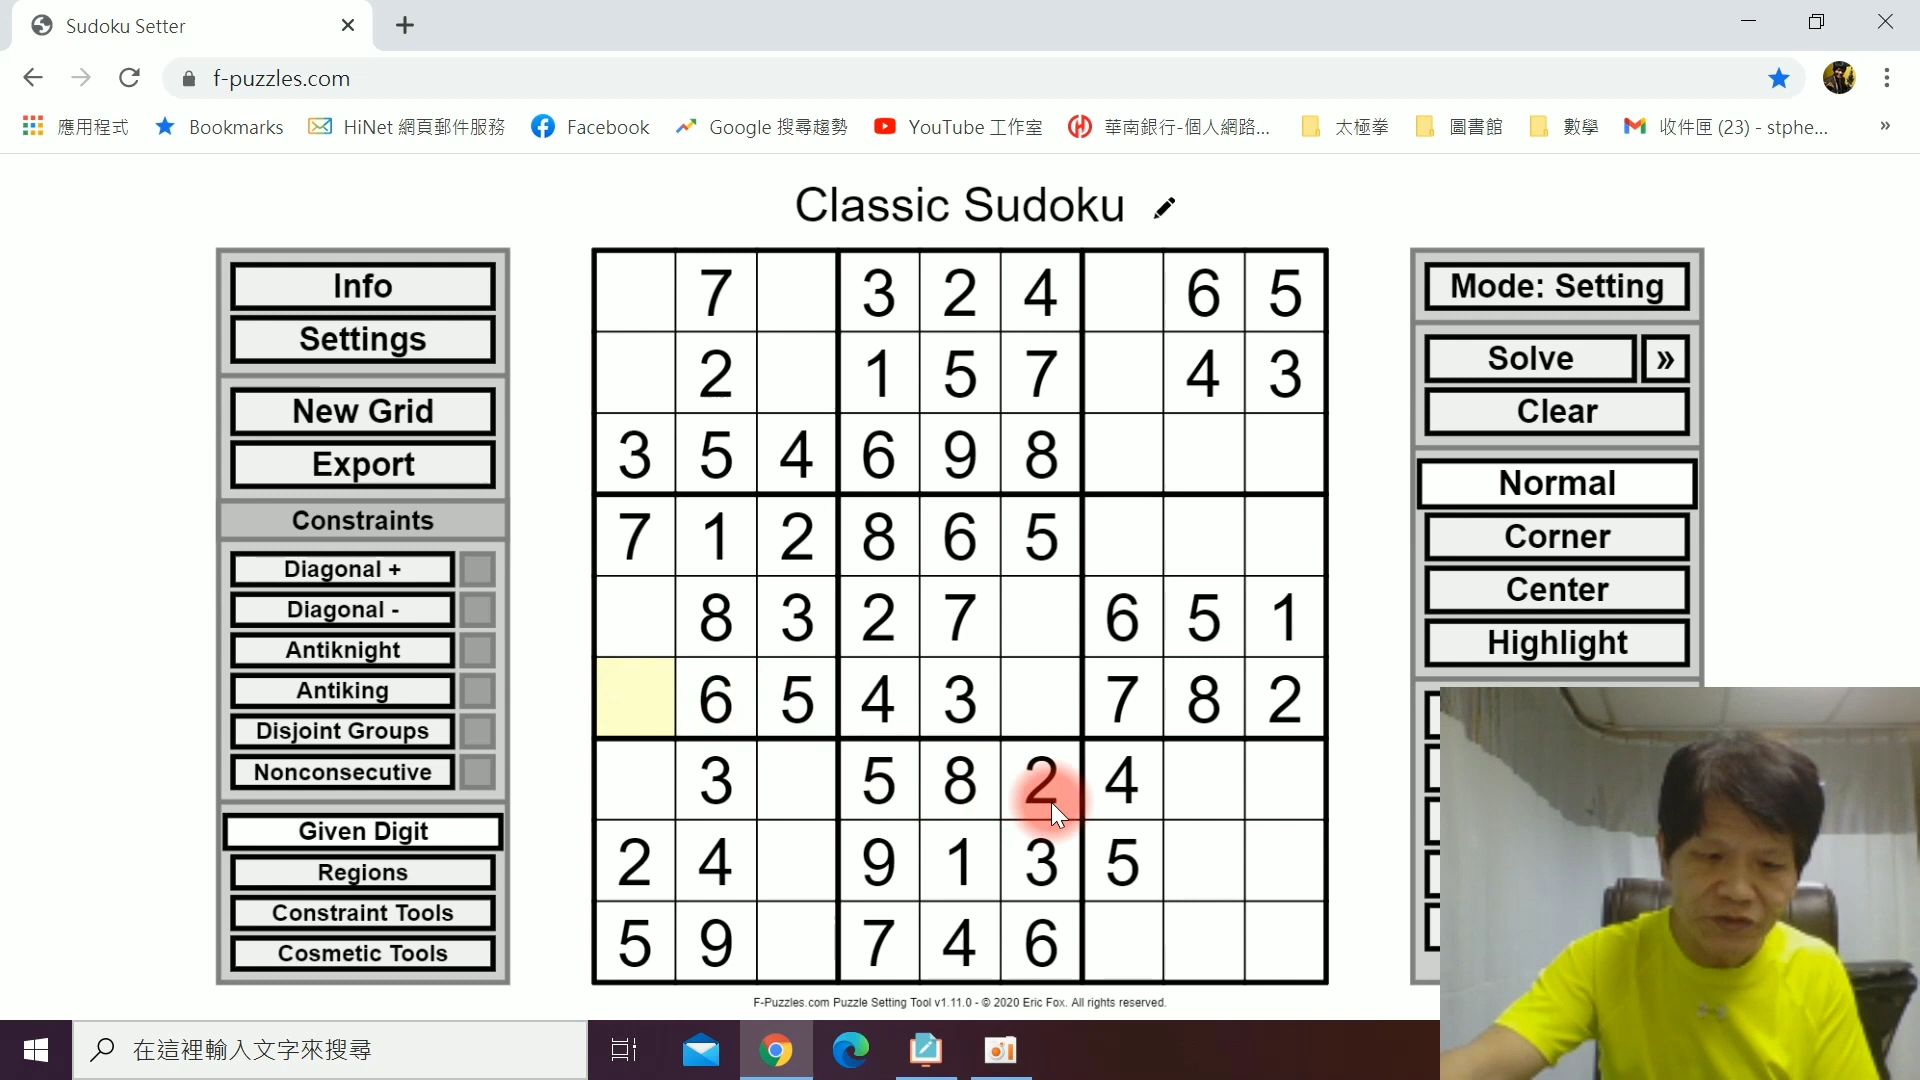 Sudoku Setter
f-puzzles.com
應用程式 Bookmarks HiNet 網頁郵件服務 Facebook Google 搜尋趨勢 YouTube 工作室 華南銀行-個人網路... 太極拳 圖書館 數學 收件匣 (23) - stphe... »
Classic Sudoku
Info
Settings
New Grid
Export
Constraints
Diagonal +
Diagonal -
Antiknight
Antiking
Disjoint Groups
Nonconsecutive
Given Digit
Regions
Constraint Tools
Cosmetic Tools
7 3 2 4 6 5
2 1 5 7 4 3
3 5 4 6 9 8
7 1 2 8 6 5
8 3 2 7 6 5 1
6 5 4 3 7 8 2
3 5 8 2 4
2 4 9 1 3 5
5 9 7 4 6
Mode: Setting
Solve »
Clear
Normal
Corner
Center
Highlight
F-Puzzles.com Puzzle Setting Tool v1.11.0 - © 2020 Eric Fox. All rights reserved.
在這裡輸入文字來搜尋